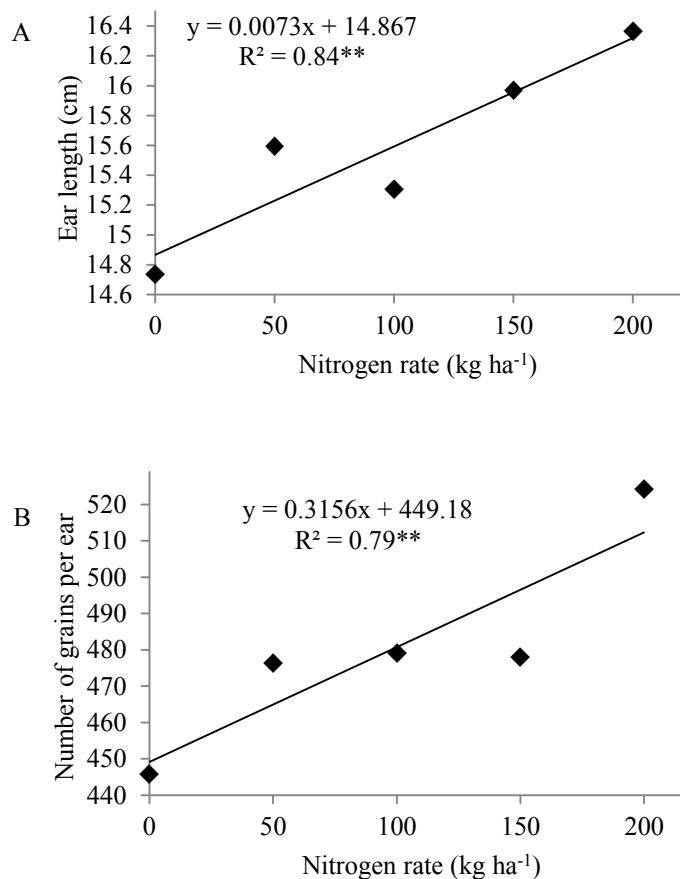 A
y = 0.0073x + 14.867
R² = 0.84**
Ear length (cm)
16.4
16.2
16
15.8
15.6
15.4
15.2
15
14.8
14.6
0 50 100 150 200
Nitrogen rate (kg ha⁻¹)
B
y = 0.3156x + 449.18
R² = 0.79**
Number of grains per ear
520
510
500
490
480
470
460
450
440
0 50 100 150 200
Nitrogen rate (kg ha⁻¹)